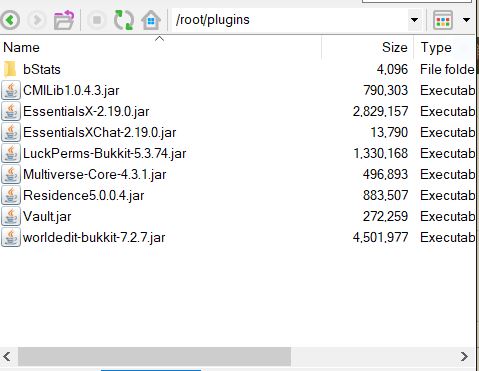 /root/plugins
Name Size Type
bStats 4,096 File folde
CMILib1.0.4.3.jar 790,303 Executab
EssentialsX-2.19.0.jar 2,829,157 Executab
EssentialsXChat-2.19.0.jar 13,790 Executab
LuckPerms-Bukkit-5.3.74.jar 1,330,168 Executab
Multiverse-Core-4.3.1.jar 496,893 Executab
Residence5.0.0.4.jar 883,507 Executab
Vault.jar 272,259 Executab
worldedit-bukkit-7.2.7.jar 4,501,977 Executab